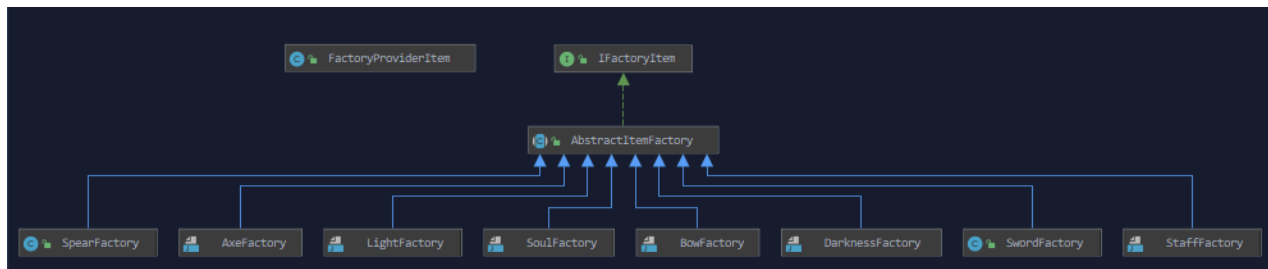 FactoryProviderItem
IFactoryItem
AbstractItemFactory
SpearFactory
AxeFactory
LightFactory
SoulFactory
BowFactory
DarknessFactory
SwordFactory
StaffFactory